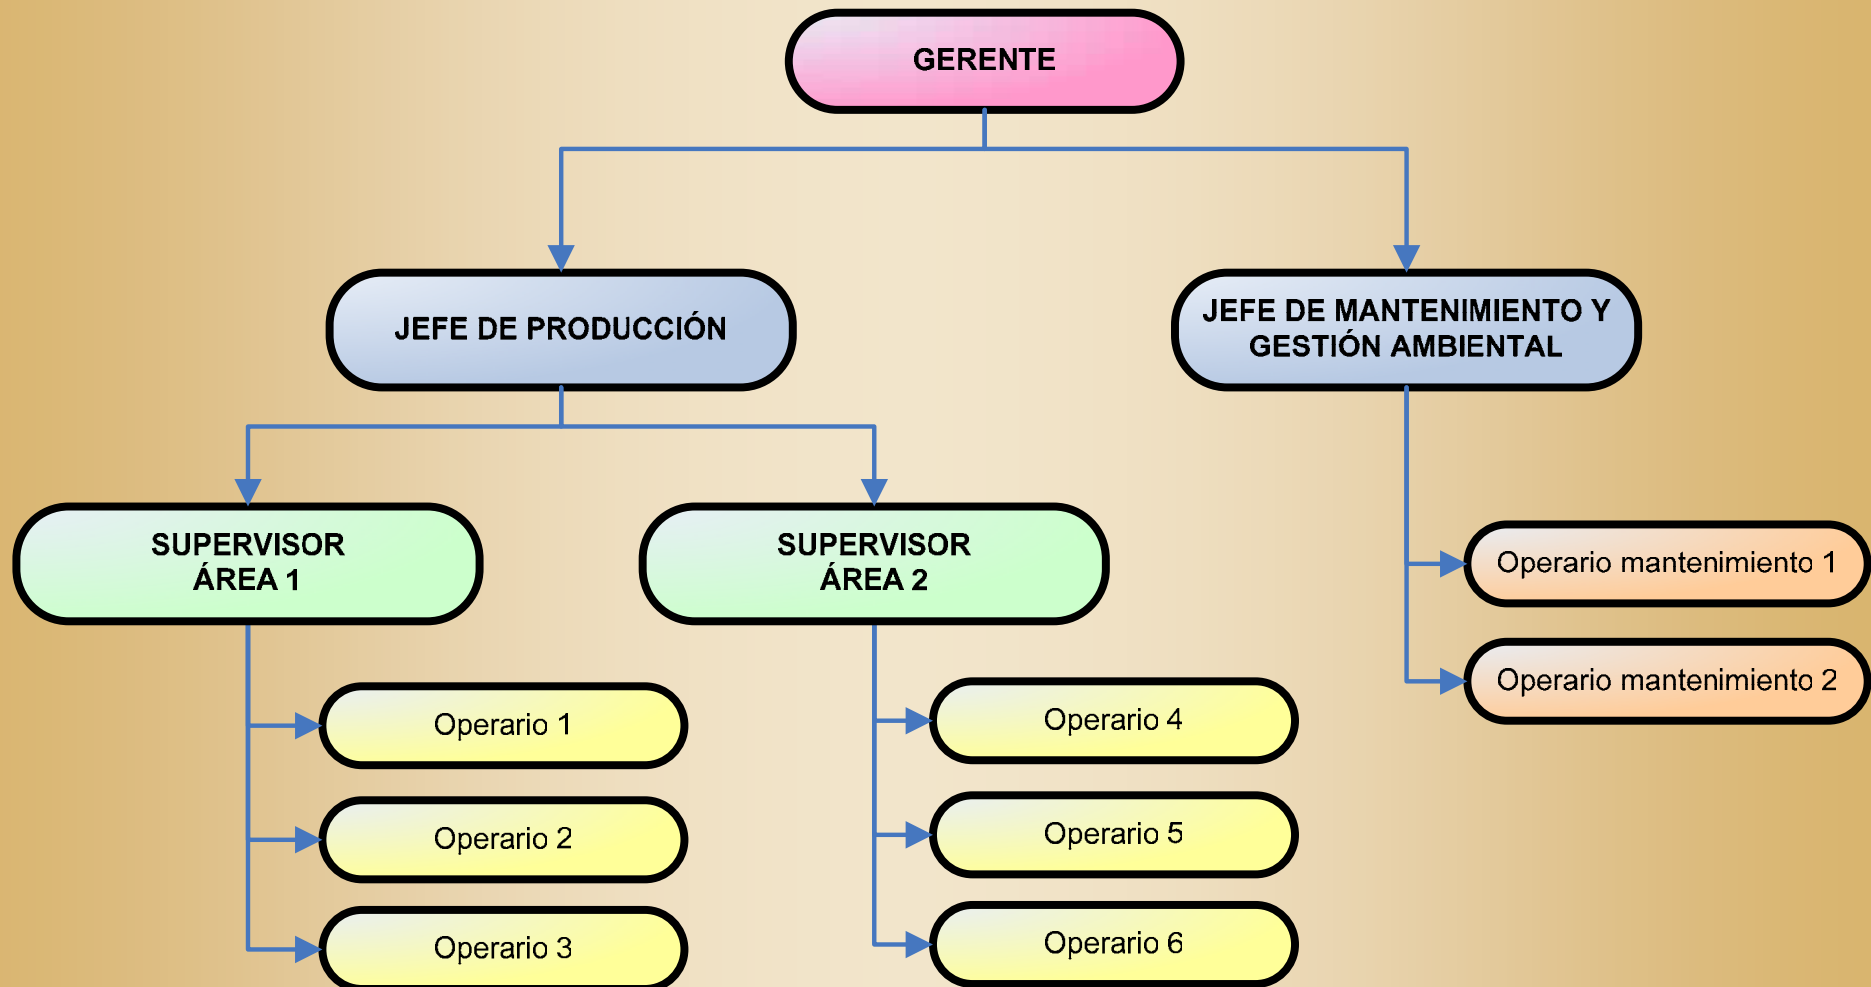 GERENTE
JEFE DE PRODUCCIÓN
JEFE DE MANTENIMIENTO Y
GESTIÓN AMBIENTAL
SUPERVISOR
ÁREA 1
SUPERVISOR
ÁREA 2
Operario mantenimiento 1
Operario mantenimiento 2
Operario 1
Operario 2
Operario 3
Operario 4
Operario 5
Operario 6